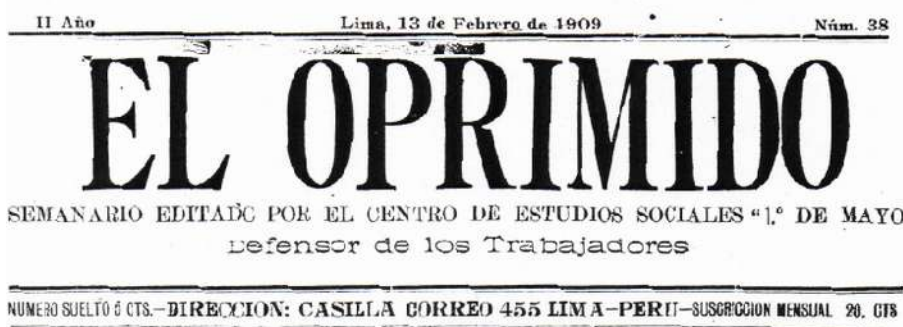 II Año Lima, 13 de Febrero de 1909 Núm. 38
EL OPRIMIDO
SEMANARIO EDITADO POR EL CENTRO DE ESTUDIOS SOCIALES "1.° DE MAYO
Defensor de los Trabajadores
NUMERO SUELTO CTS.—DIRECCION: CASILLA CORREO 455 LIMA—PERU—SUSCRICCION MENSUAL 20. CTS